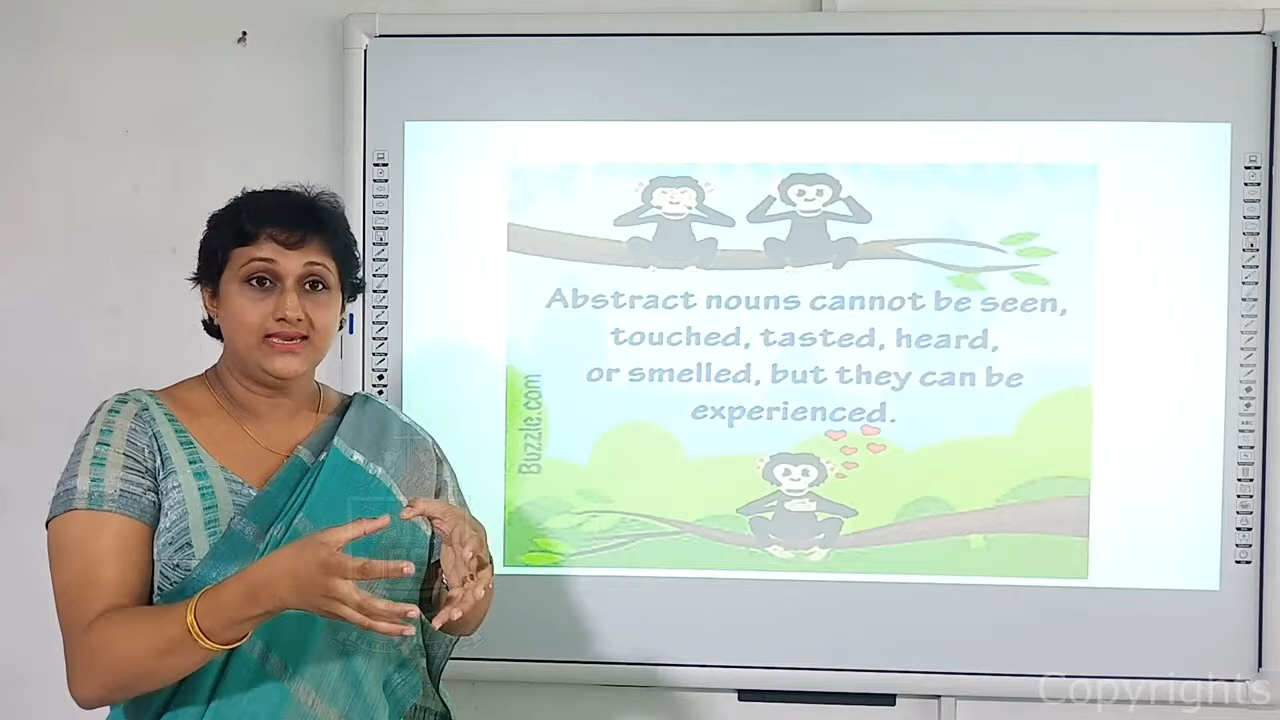 Abstract nouns cannot be seen,
touched, tasted, heard,
or smelled, but they can be
experienced.
Buzzle.com
Copyrights